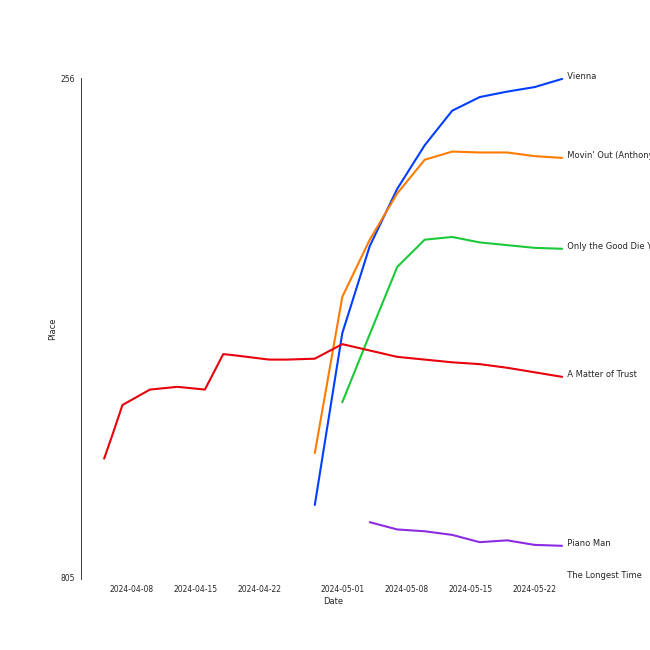 256
Vienna
Movin' Out (Anthony
Only the Good Die Y
Place
A Matter of Trust
Piano Man
The Longest Time
805
2024-04-08 2024-04-15 2024-04-22 2024-05-01 2024-05-08 2024-05-15 2024-05-22
Date